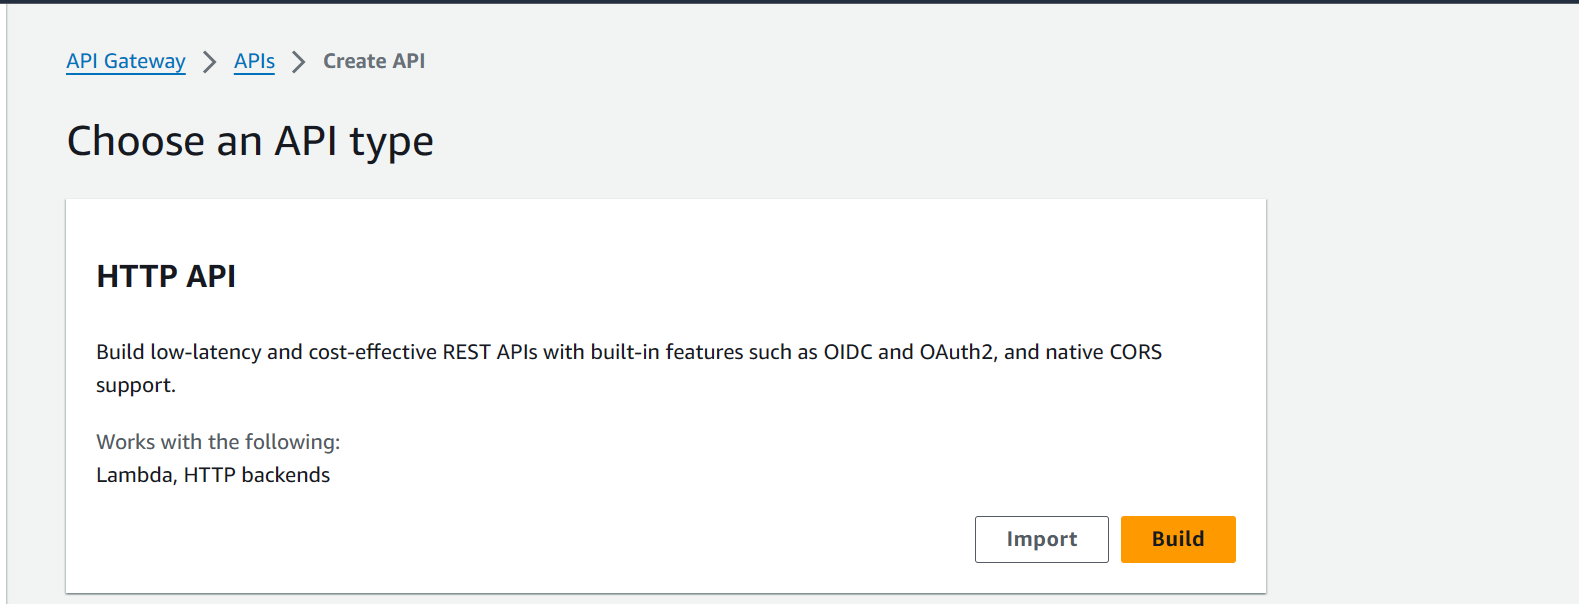 API Gateway > APIs > Create API
Choose an API type
HTTP API
Build low-latency and cost-effective REST APIs with built-in features such as OIDC and OAuth2, and native CORS
support.
Works with the following:
Lambda, HTTP backends
Import Build